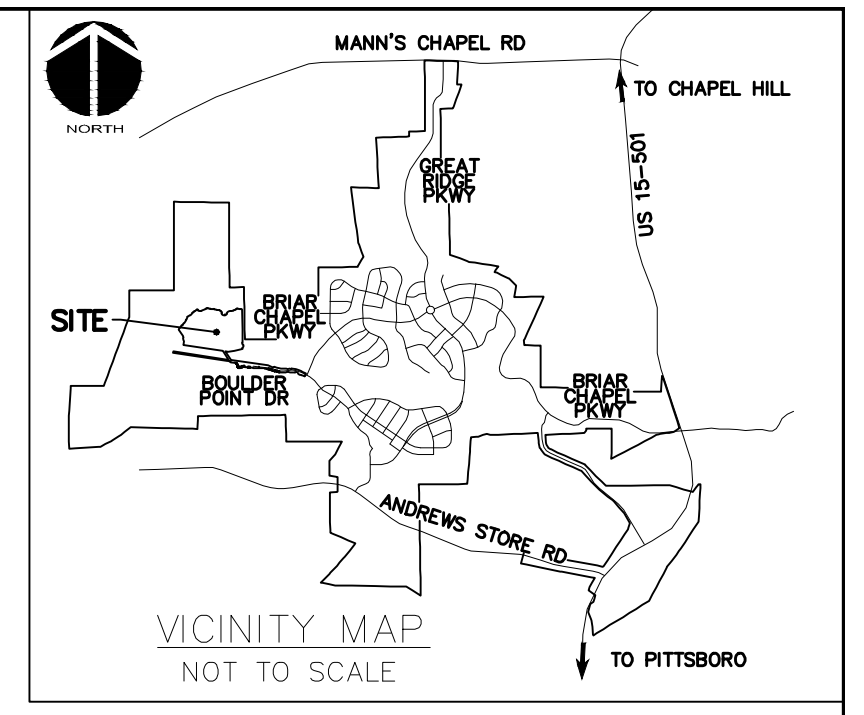 MANN'S CHAPEL RD
NORTH
TO CHAPEL HILL
US 15-501
GREAT
RIDGE
PKWY
SITE
BRIAR
CHAPEL
PKWY
BOULDER
POINT DR
BRIAR
CHAPEL
PKWY
ANDREWS STORE RD
VICINITY MAP
NOT TO SCALE
TO PITTSBORO